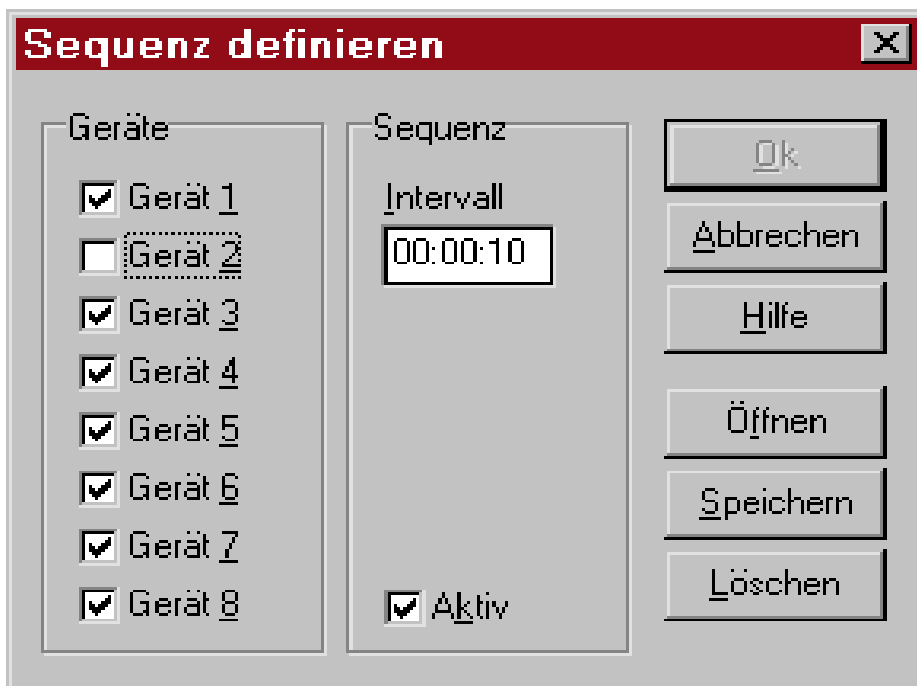 Sequenz definieren
Geräte
Gerät 1
Gerät 2
Gerät 3
Gerät 4
Gerät 5
Gerät 6
Gerät 7
Gerät 8
Sequenz
Intervall
00:00:10
Aktiv
Ok
Abbrechen
Hilfe
Öffnen
Speichern
Löschen